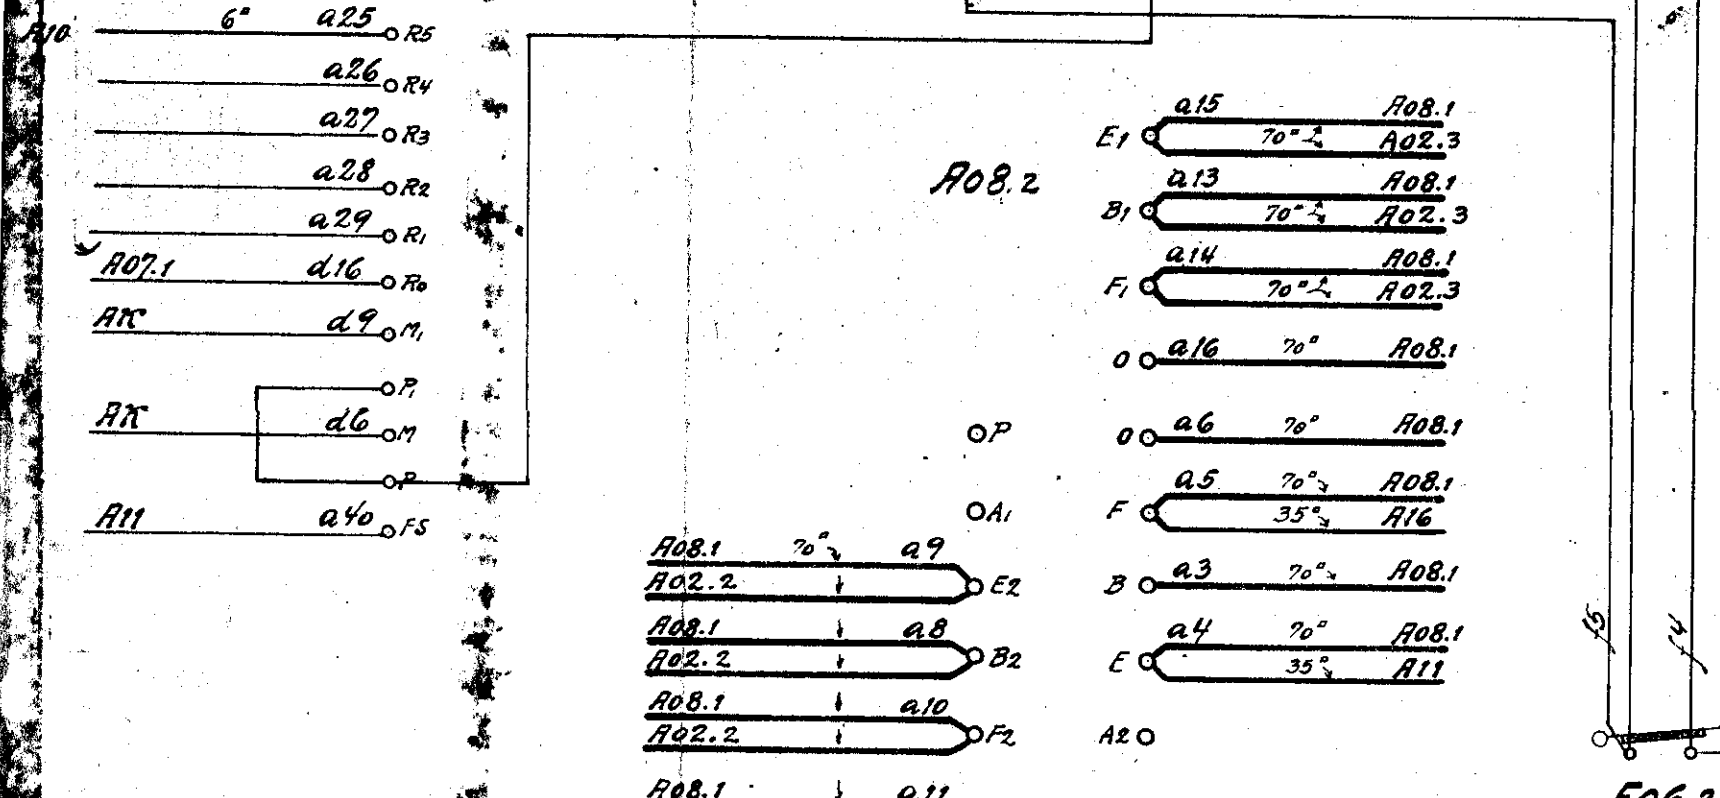 A10 6° a25 R5
a26 R4
a27 R3
a28 R2
a29 R1
A07.1 d16 R0
AK d9 M1
P1
AK d6 M
P
A11 a40 FS
A08.2
a15 A08.1
E1 70° A02.3
a13 A08.1
B1 70° A02.3
a14 A08.1
F1 70° A02.3
O a16 70° A08.1
P
O a6 70° A08.1
A1
a5 70° A08.1
F 35° A16
B a3 70° A08.1
a4 70° A08.1
E 35° A11
A2
A08.1 70° a9
A02.2 E2
A08.1 a8
A02.2 B2
A08.1 a10
A02.2 F2
A08.1 a11
15
14